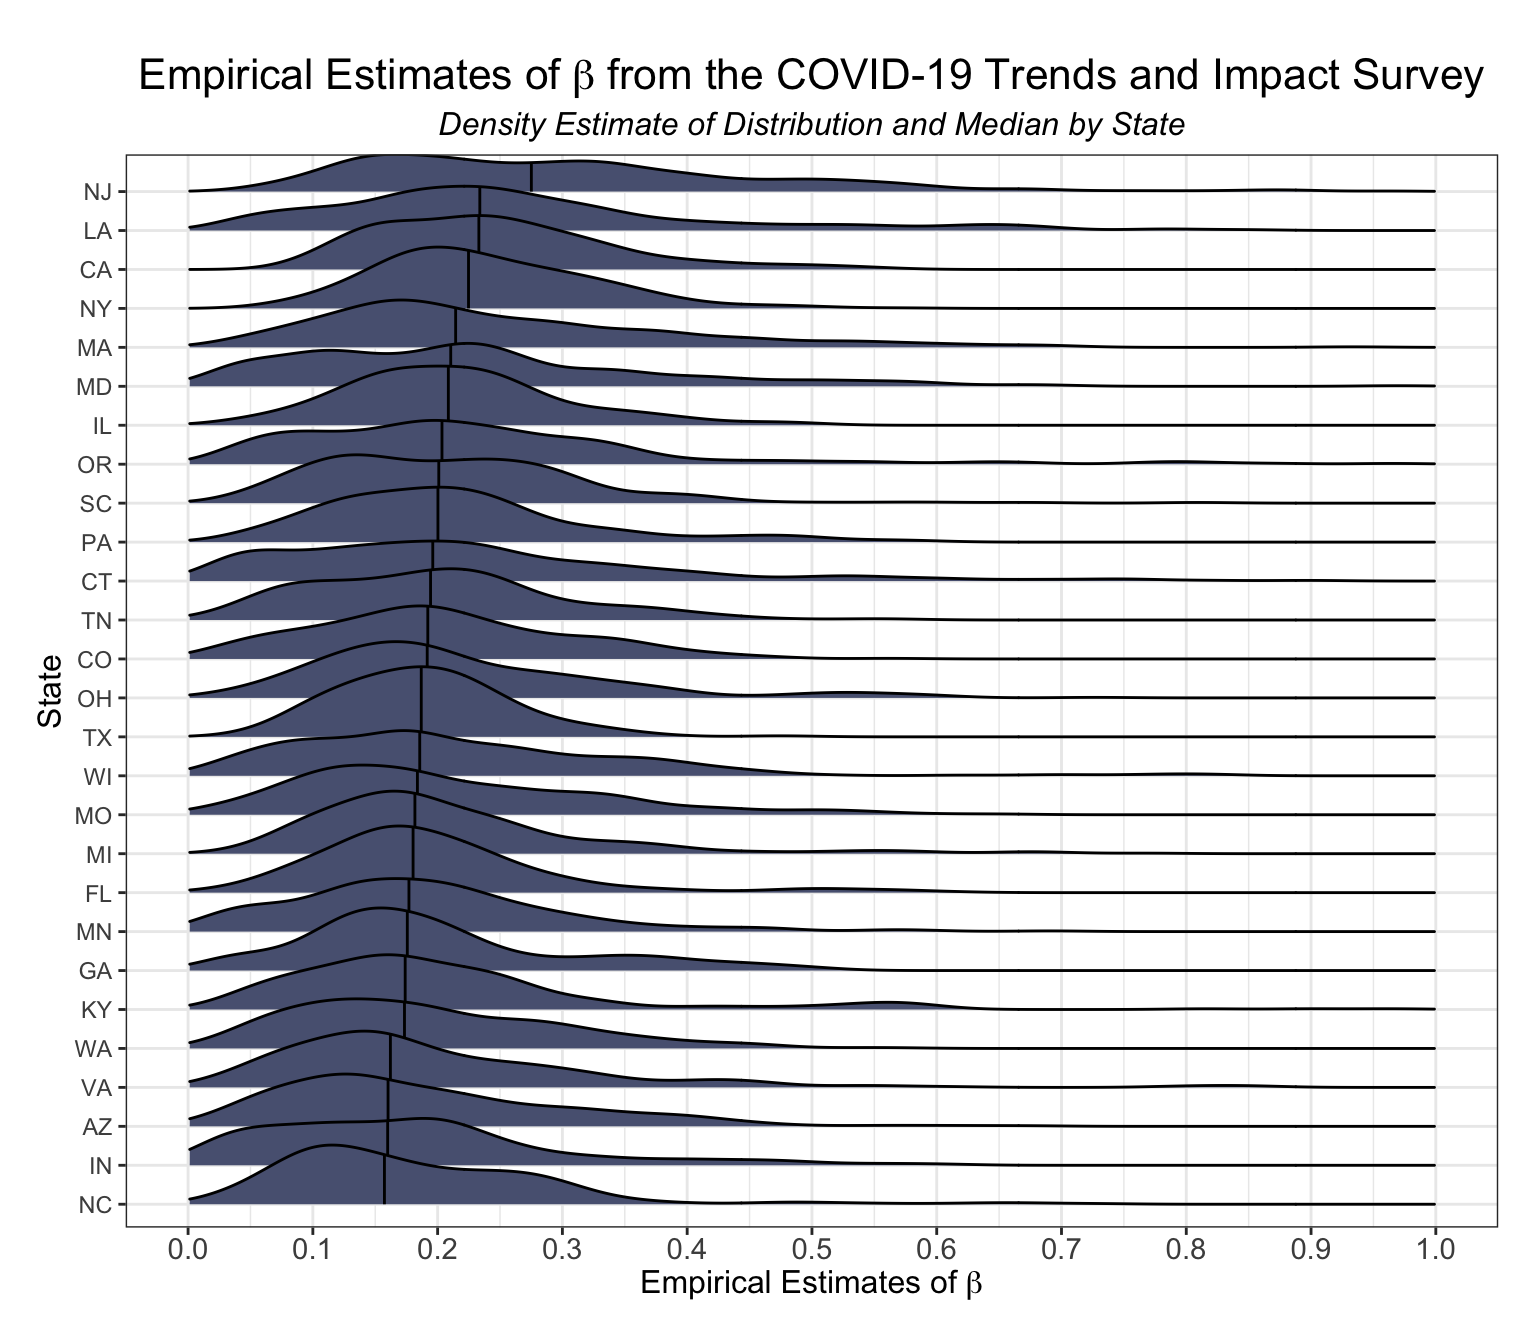 Empirical Estimates of β from the COVID-19 Trends and Impact Survey
Density Estimate of Distribution and Median by State
State
NJ
LA
CA
NY
MA
MD
IL
OR
SC
PA
CT
TN
CO
OH
TX
WI
MO
MI
FL
MN
GA
KY
WA
VA
AZ
IN
NC
0.0 0.1 0.2 0.3 0.4 0.5 0.6 0.7 0.8 0.9 1.0
Empirical Estimates of β